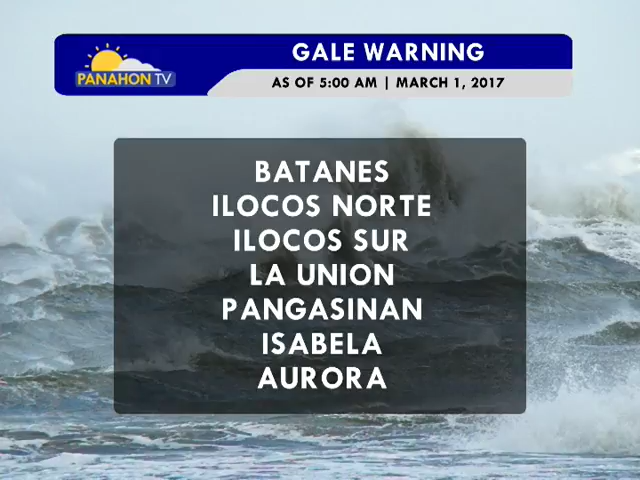 PANAHON TV
GALE WARNING
AS OF 5:00 AM | MARCH 1, 2017
BATANES
ILOCOS NORTE
ILOCOS SUR
LA UNION
PANGASINAN
ISABELA
AURORA